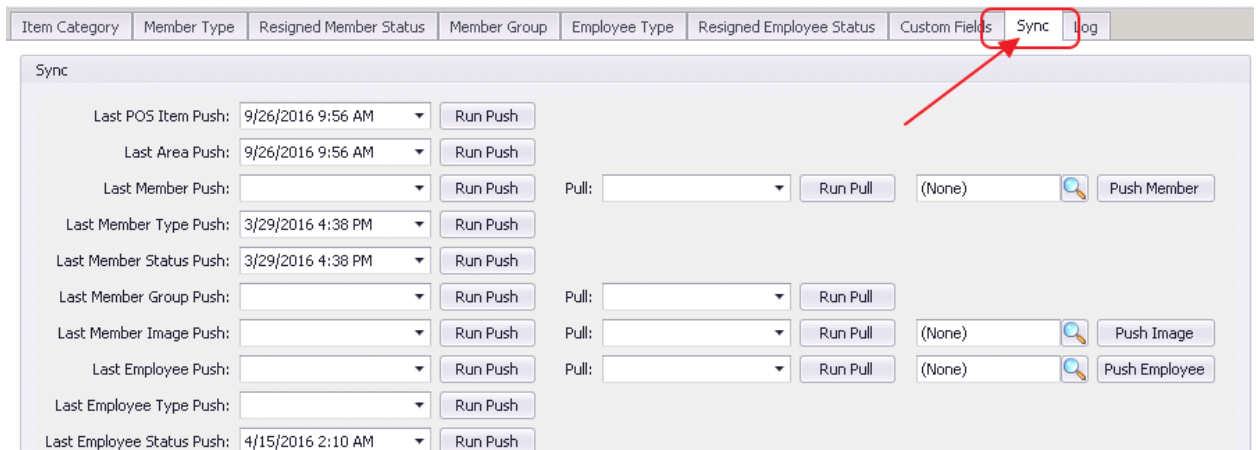 Item Category Member Type Resigned Member Status Member Group Employee Type Resigned Employee Status Custom Fields Sync Log
Sync
Last POS Item Push: 9/26/2016 9:56 AM Run Push
Last Area Push: 9/26/2016 9:56 AM Run Push
Last Member Push: Run Push Pull: Run Pull (None) Push Member
Last Member Type Push: 3/29/2016 4:38 PM Run Push
Last Member Status Push: 3/29/2016 4:38 PM Run Push
Last Member Group Push: Run Push Pull: Run Pull
Last Member Image Push: Run Push Pull: Run Pull (None) Push Image
Last Employee Push: Run Push Pull: Run Pull (None) Push Employee
Last Employee Type Push: Run Push
Last Employee Status Push: 4/15/2016 2:10 AM Run Push